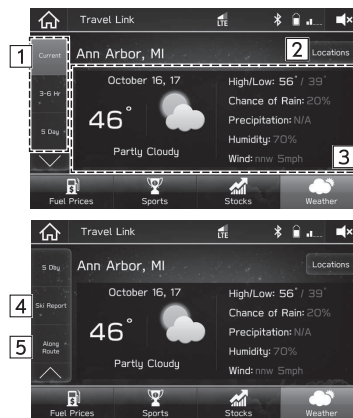 Travel Link
LTE
1
Current
Ann Arbor, MI
2
Locations
3-6 Hr
5 Day
October 16, 17
46°
Partly Cloudy
High/Low: 56° / 39°
Chance of Rain: 20%
Precipitation: N/A
Humidity: 70%
Wind: nnw 5mph
3
Fuel Prices
Sports
Stocks
Weather
Travel Link
LTE
5 Day
Ann Arbor, MI
Locations
4
Ski Report
5
Along
Route
October 16, 17
46°
Partly Cloudy
High/Low: 56° / 39°
Chance of Rain: 20%
Precipitation: N/A
Humidity: 70%
Wind: nnw 5mph
Fuel Prices
Sports
Stocks
Weather